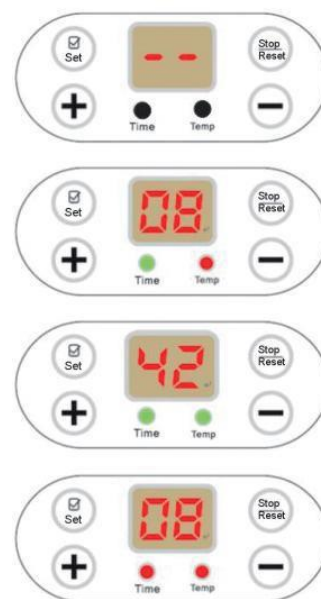 Set
- -
Stop
Reset
+
Time
Temp
−
Set
08
Stop
Reset
+
Time
Temp
−
Set
42
Stop
Reset
+
Time
Temp
−
Set
08
Stop
Reset
+
Time
Temp
−